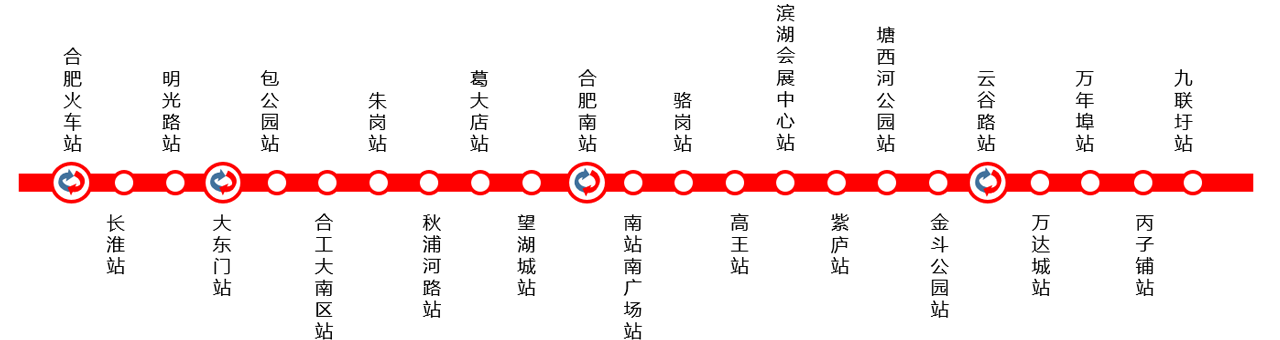 合肥火车站
长淮站
明光路站
大东门站
包公园站
合工大南区站
朱岗站
秋浦河路站
葛大店站
望湖城站
合肥南站
南站南广场站
骆岗站
高王站
滨湖会展中心站
紫庐站
塘西河公园站
金斗公园站
云谷路站
万达城站
万年埠站
丙子铺站
九联圩站